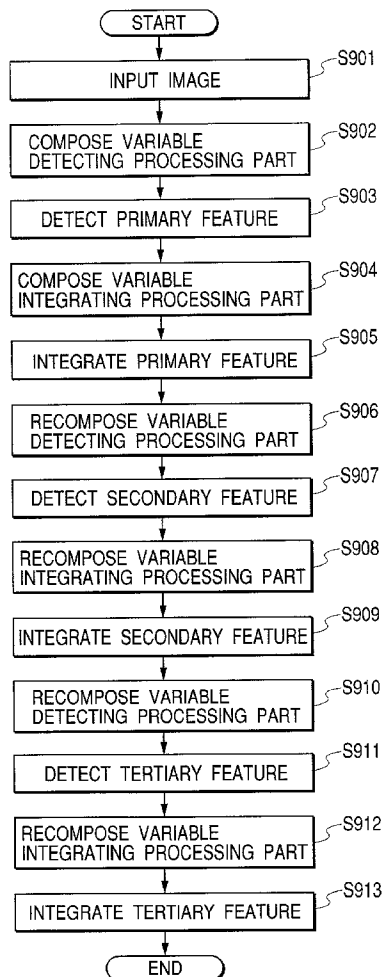 START
S901
INPUT IMAGE
S902
COMPOSE VARIABLE
DETECTING PROCESSING PART
S903
DETECT PRIMARY FEATURE
S904
COMPOSE VARIABLE
INTEGRATING PROCESSING PART
S905
INTEGRATE PRIMARY FEATURE
S906
RECOMPOSE VARIABLE
DETECTING PROCESSING PART
S907
DETECT SECONDARY FEATURE
S908
RECOMPOSE VARIABLE
INTEGRATING PROCESSING PART
S909
INTEGRATE SECONDARY FEATURE
S910
RECOMPOSE VARIABLE
DETECTING PROCESSING PART
S911
DETECT TERTIARY FEATURE
S912
RECOMPOSE VARIABLE
INTEGRATING PROCESSING PART
S913
INTEGRATE TERTIARY FEATURE
END